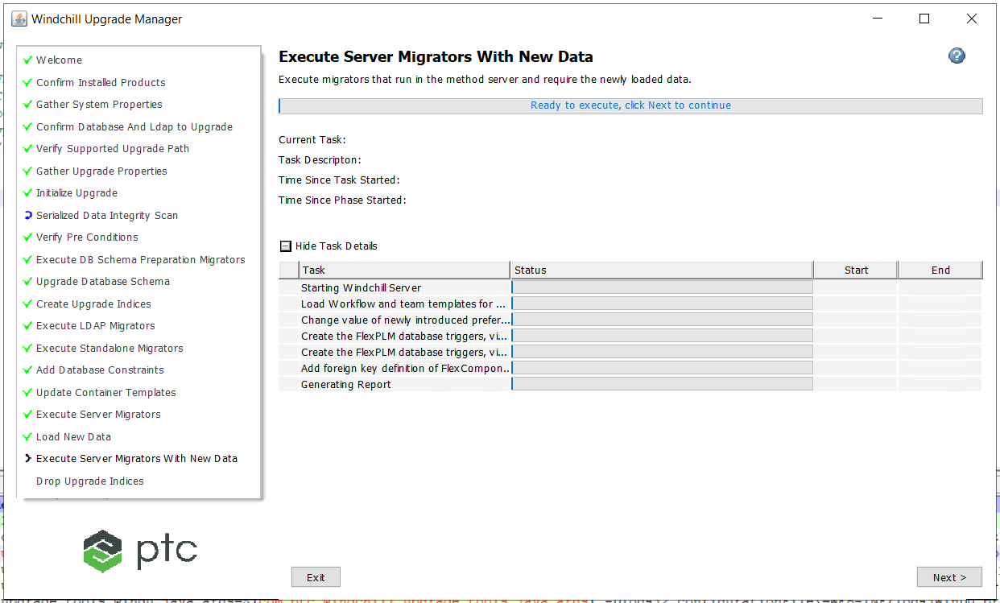 Windchill Upgrade Manager
Welcome
Confirm Installed Products
Gather System Properties
Confirm Database And Ldap to Upgrade
Verify Supported Upgrade Path
Gather Upgrade Properties
Initialize Upgrade
Serialized Data Integrity Scan
Verify Pre Conditions
Execute DB Schema Preparation Migrators
Upgrade Database Schema
Create Upgrade Indices
Execute LDAP Migrators
Execute Standalone Migrators
Add Database Constraints
Update Container Templates
Execute Server Migrators
Load New Data
Execute Server Migrators With New Data
Drop Upgrade Indices
ptc
Execute Server Migrators With New Data
?
Execute migrators that run in the method server and require the newly loaded data.
Ready to execute, click Next to continue
Current Task:
Task Descripton:
Time Since Task Started:
Time Since Phase Started:
Hide Task Details
Task Status Start End
Starting Windchill Server
Load Workflow and team templates for ...
Change value of newly introduced prefer...
Create the FlexPLM database triggers, vi...
Create the FlexPLM database triggers, vi...
Add foreign key definition of FlexCompon...
Generating Report
Exit
Next >